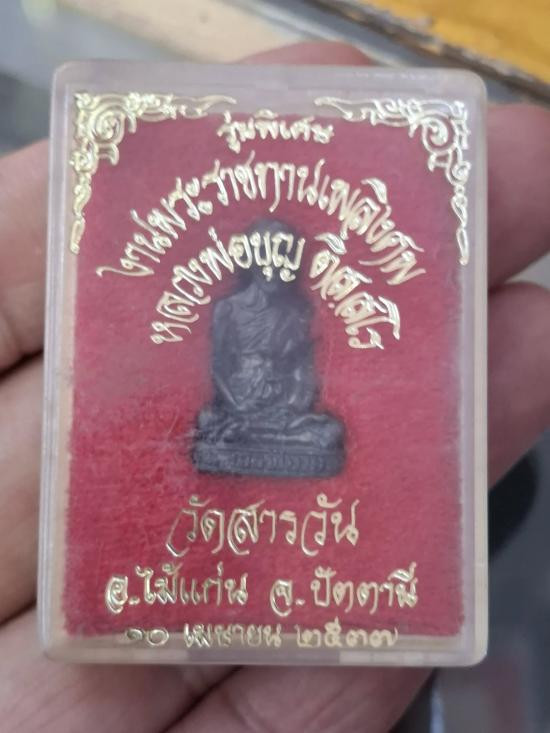 รุ่นพิเศษ
งานพระราชทานเพลิงศพ
หลวงพ่อบุญ ติสฺสโร
วัดสารวัน
อ.ไม้แก่น จ.ปัตตานี
๑๐ เมษายน ๒๕๓๗